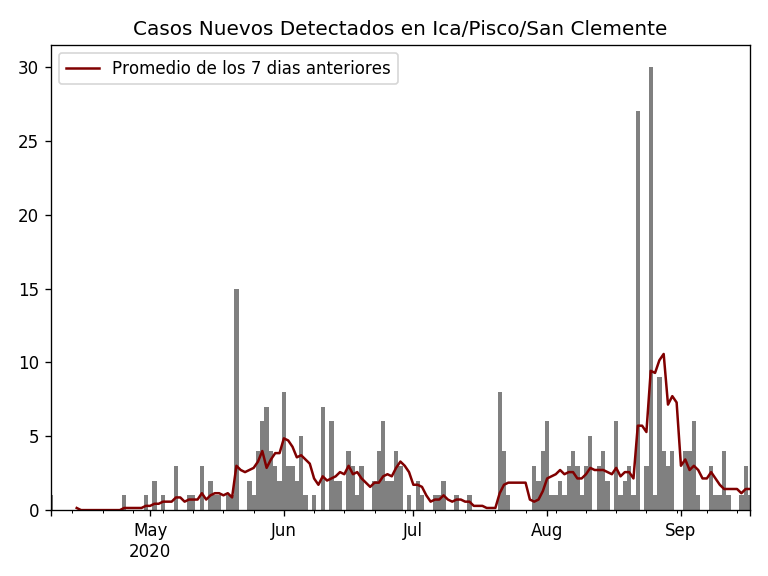 Casos Nuevos Detectados en Ica/Pisco/San Clemente
Promedio de los 7 dias anteriores
30
25
20
15
10
5
0
May
2020
Jun
Jul
Aug
Sep